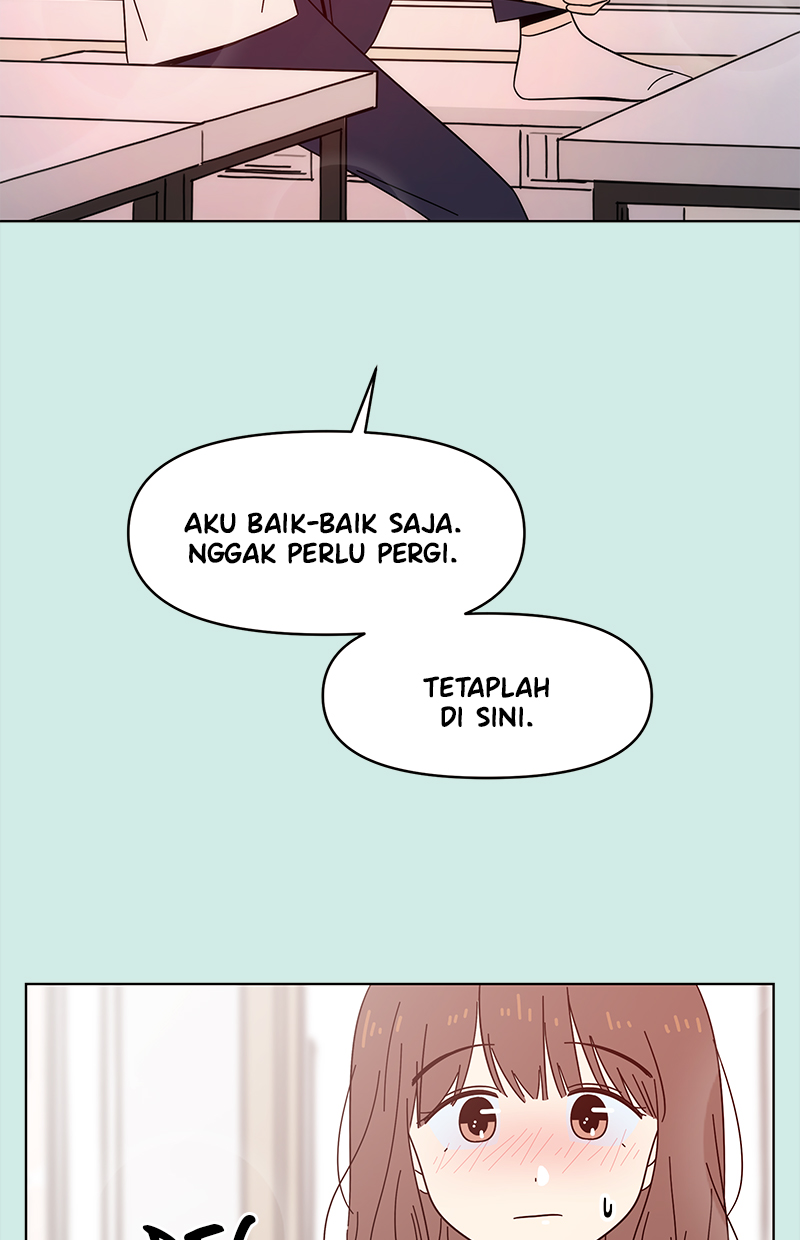 AKU BAIK-BAIK SAJA.
NGGAK PERLU PERGI.
TETAPLAH
DI SINI.